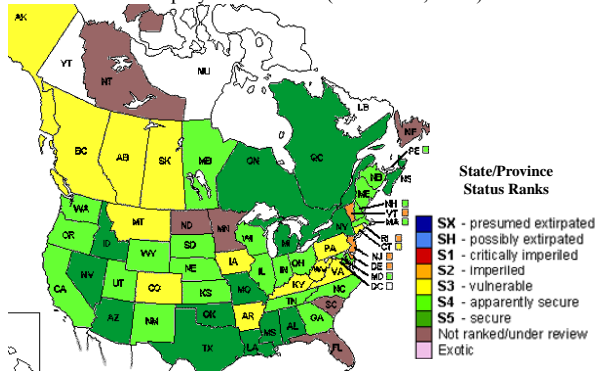 AK
YT
NT
NU
BC
AB
SK
MB
ON
QC
LB
NF
PE
NB
NS
ME
NH
VT
MA
RI
CT
NJ
DE
MD
DC
WA
OR
ID
MT
ND
MN
SD
WY
WI
MI
NY
PA
IA
NE
NV
UT
CO
KS
MO
IL
IN
OH
WV
VA
KY
NC
TN
CA
AZ
NM
OK
AR
SC
GA
AL
MS
LA
TX
FL
State/Province
Status Ranks
SX - presumed extirpated
SH - possibly extirpated
S1 - critically imperiled
S2 - imperiled
S3 - vulnerable
S4 - apparently secure
S5 - secure
Not ranked/under review
Exotic